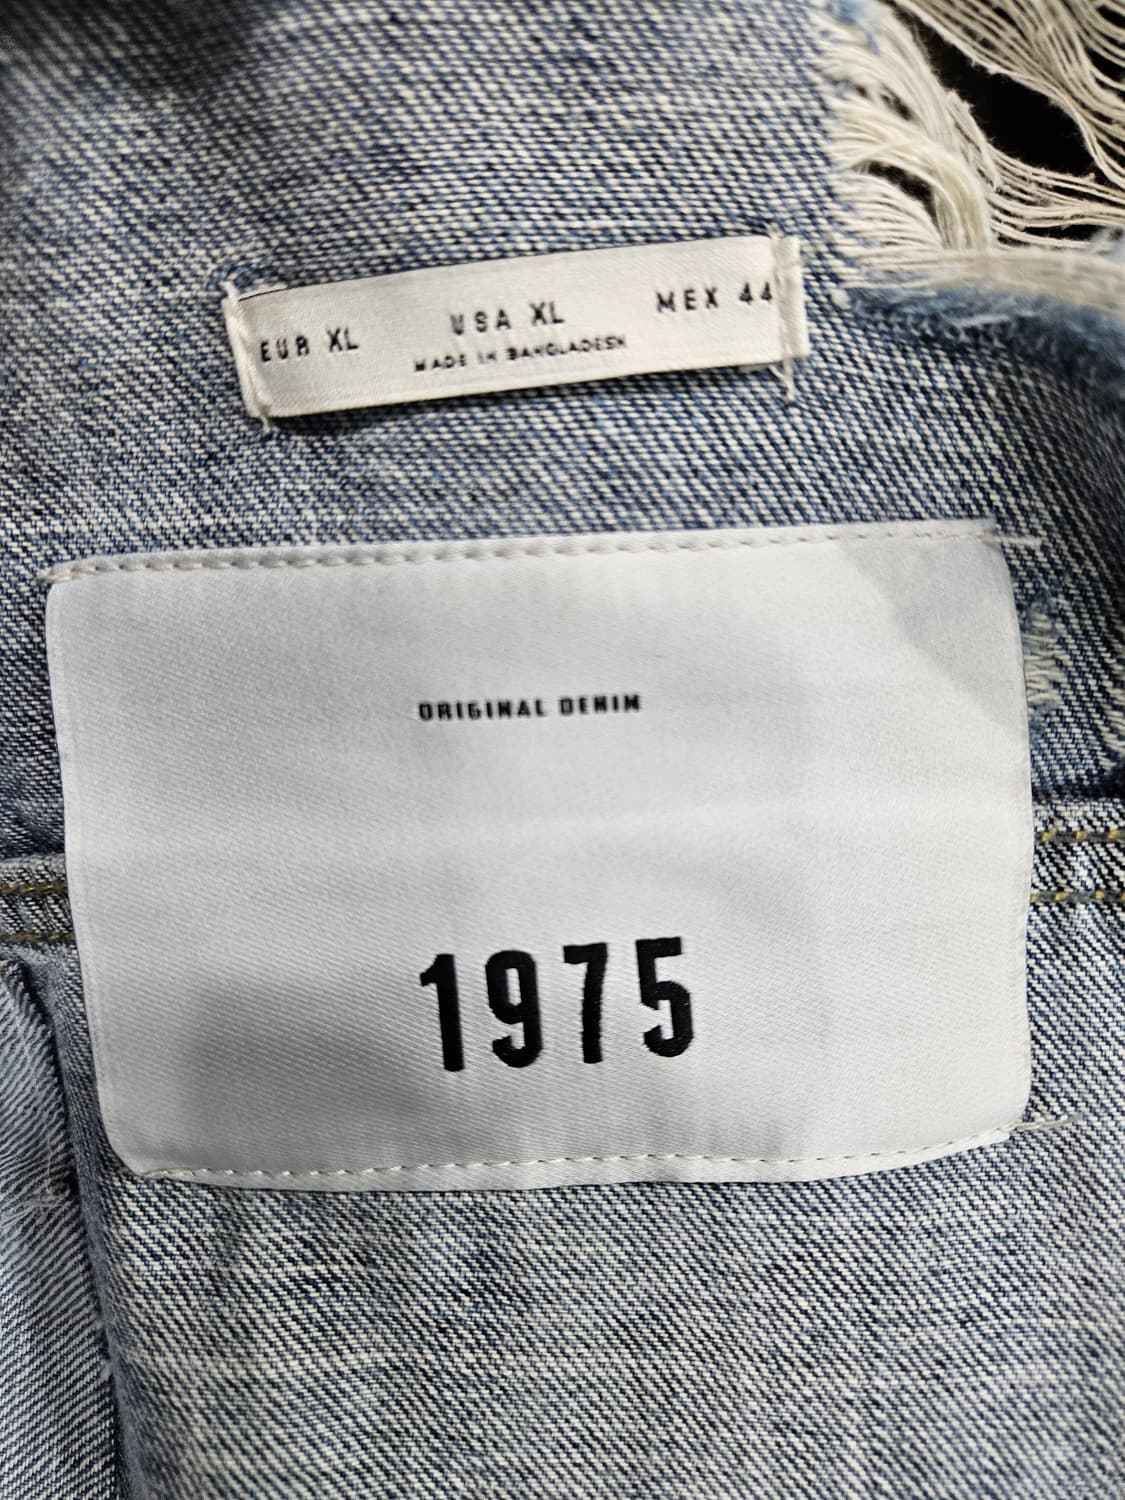 EUR XL USA XL MEX 44
MADE IN BANGLADESH
ORIGINAL DENIM
1975